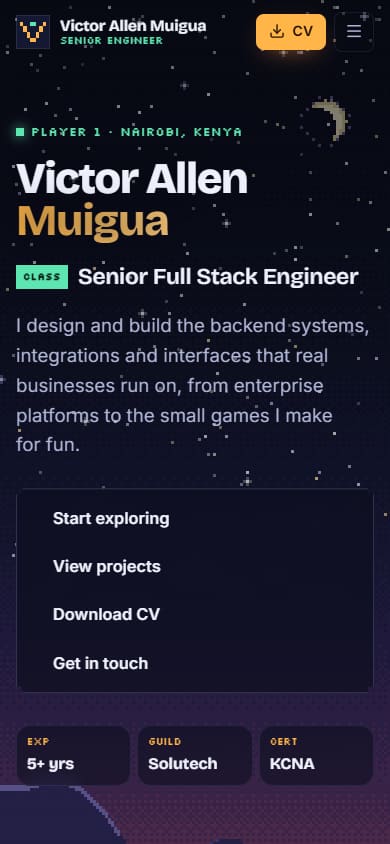 Victor Allen Muigua
SENIOR ENGINEER
CV
PLAYER 1 · NAIROBI, KENYA
Victor Allen
Muigua
CLASS Senior Full Stack Engineer
I design and build the backend systems,
integrations and interfaces that real
businesses run on, from enterprise
platforms to the small games I make
for fun.
Start exploring
View projects
Download CV
Get in touch
EXP
5+ yrs
GUILD
Solutech
CERT
KCNA